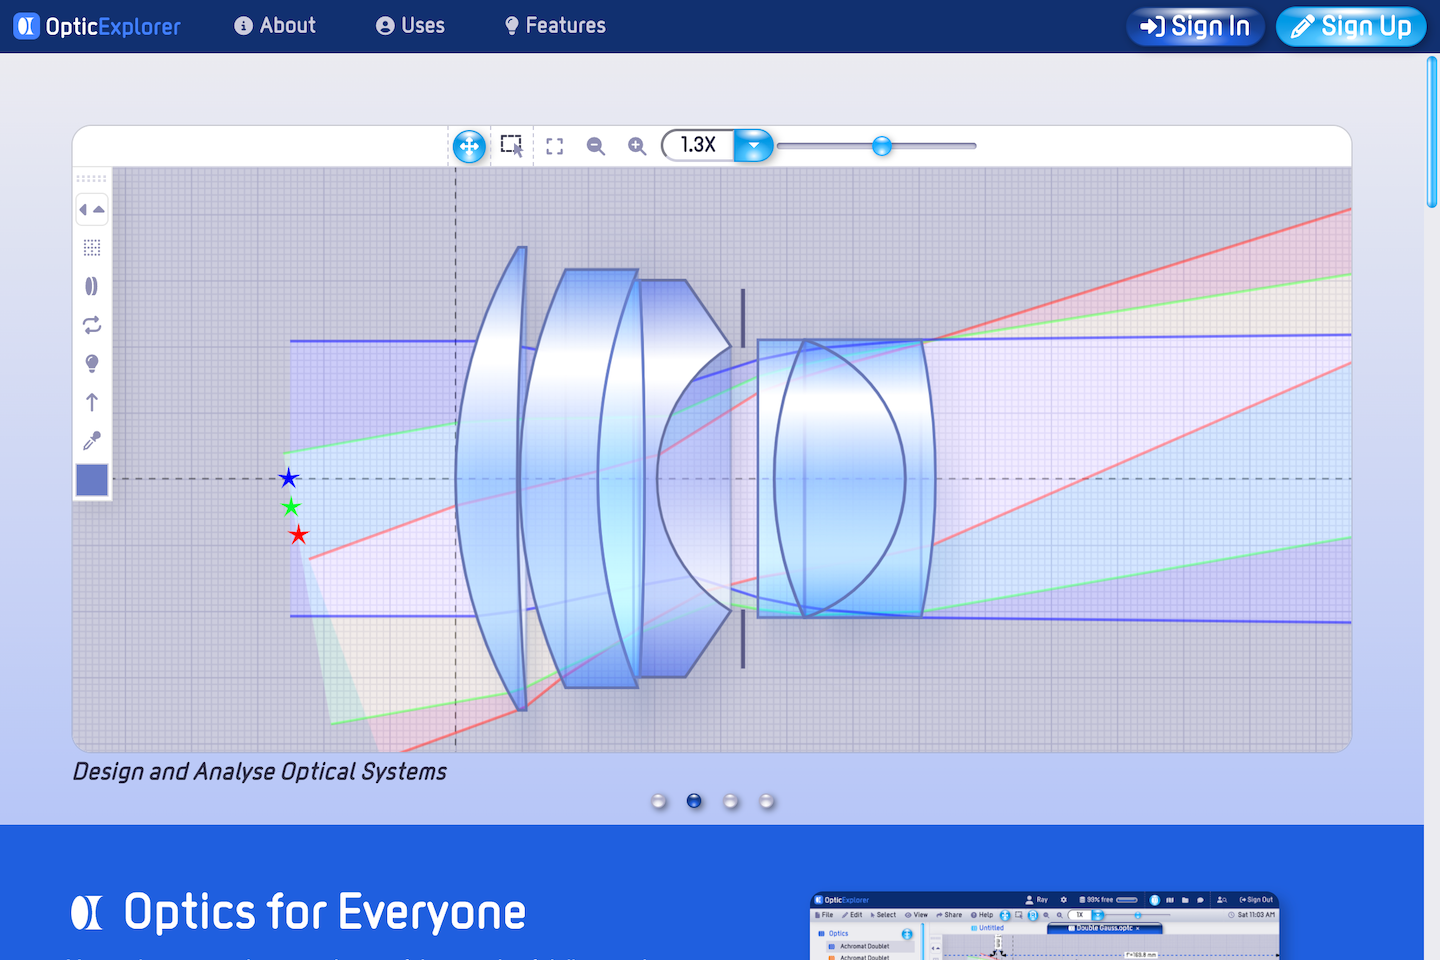 OpticExplorer
About
Uses
Features
Sign In
Sign Up
1.3X
Design and Analyse Optical Systems
Optics for Everyone
OpticExplorer
Ray
99% free
Sign Out
File
Edit
Select
View
Share
Help
1X
Sat 11:03 AM
Optics
Untitled
Double Gauss.optc
Achromat Doublet
Achromat Doublet